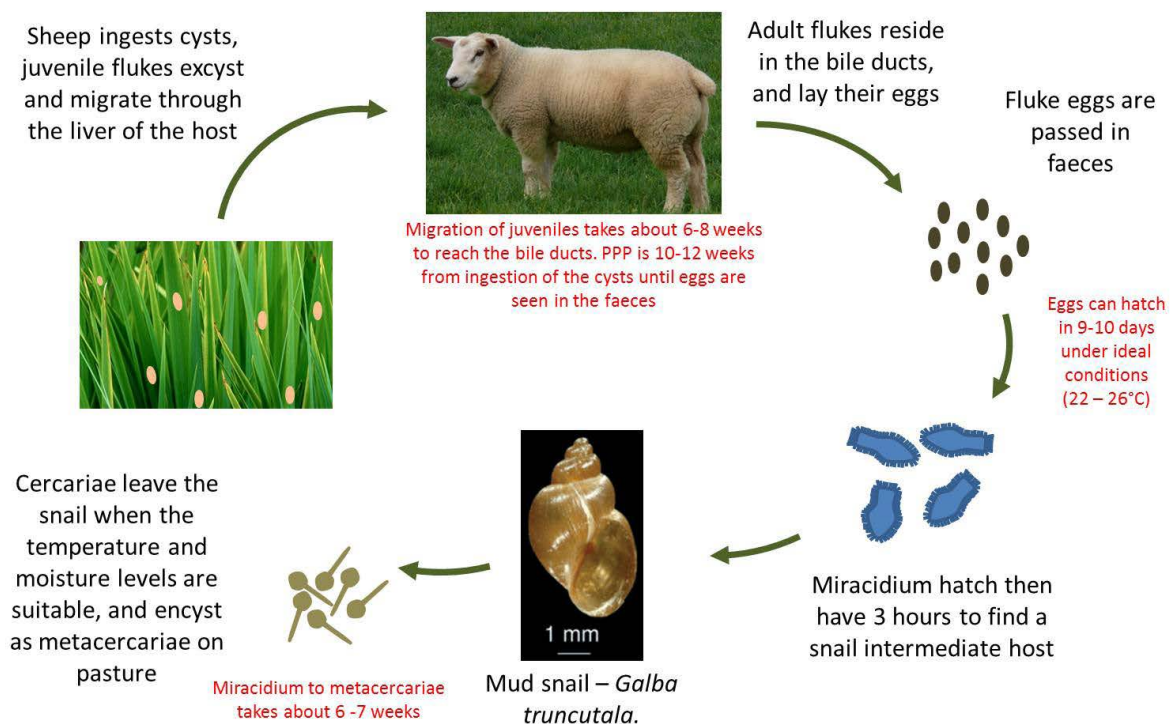 Sheep ingests cysts,
juvenile flukes excyst
and migrate through
the liver of the host
Migration of juveniles takes about 6-8 weeks
to reach the bile ducts. PPP is 10-12 weeks
from ingestion of the cysts until eggs are
seen in the faeces
Adult flukes reside
in the bile ducts,
and lay their eggs
Fluke eggs are
passed in
faeces
Eggs can hatch
in 9-10 days
under ideal
conditions
(22 – 26°C)
Miracidium hatch then
have 3 hours to find a
snail intermediate host
1 mm
Mud snail – Galba
truncutala.
Miracidium to metacercariae
takes about 6 -7 weeks
Cercariae leave the
snail when the
temperature and
moisture levels are
suitable, and encyst
as metacercariae on
pasture